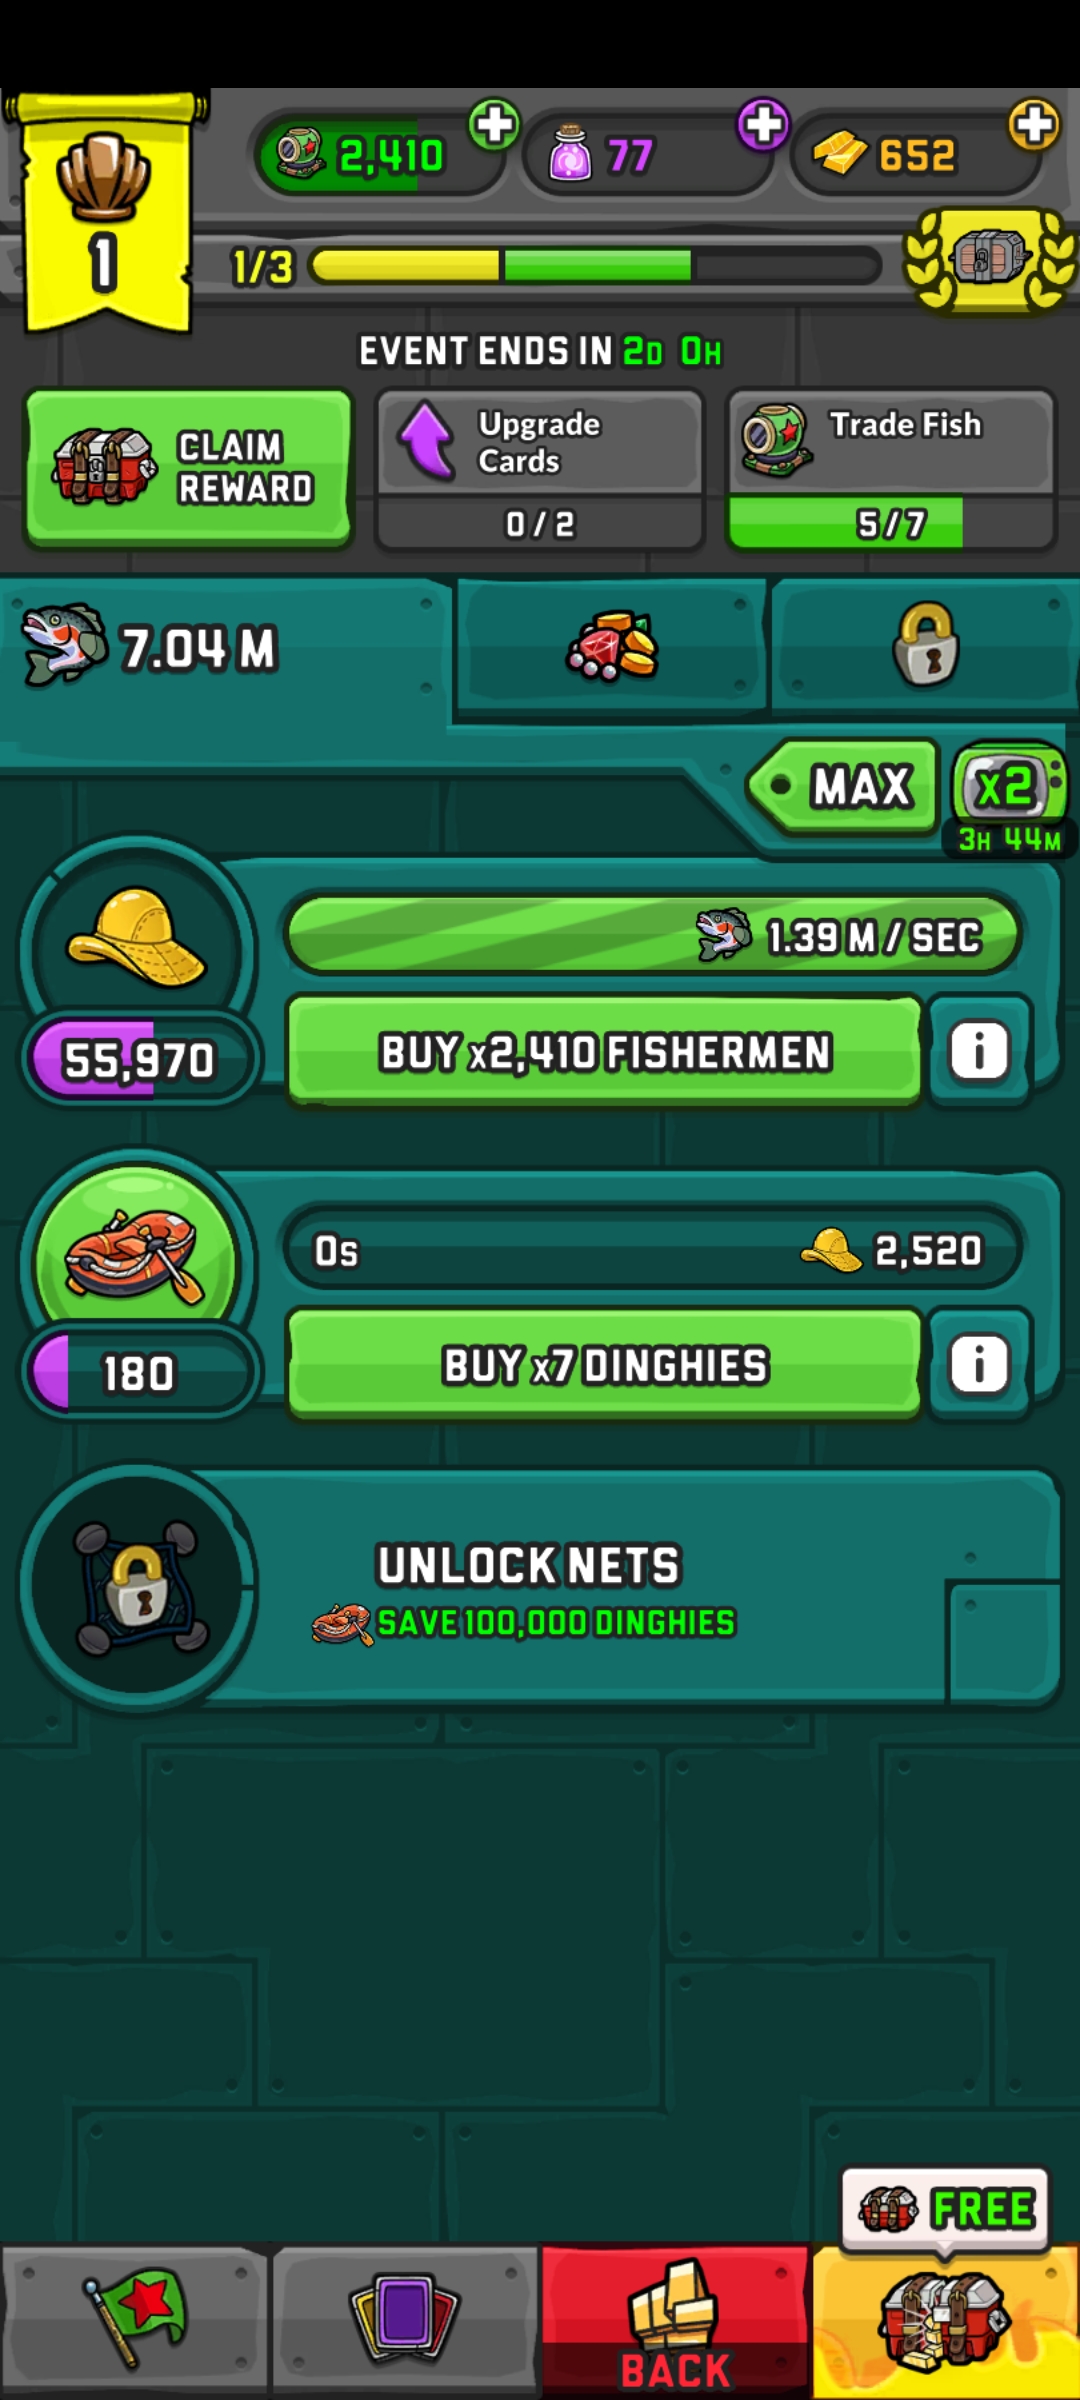 2,410
77
652
1
1/3
EVENT ENDS IN 2D 0H
CLAIM
REWARD
Upgrade
Cards
0 / 2
Trade Fish
5 / 7
7.04 M
MAX
x2
3H 44M
1.39 M / SEC
55,970
BUY x2,410 FISHERMEN
i
0s
2,520
180
BUY x7 DINGHIES
i
UNLOCK NETS
SAVE 100,000 DINGHIES
FREE
BACK